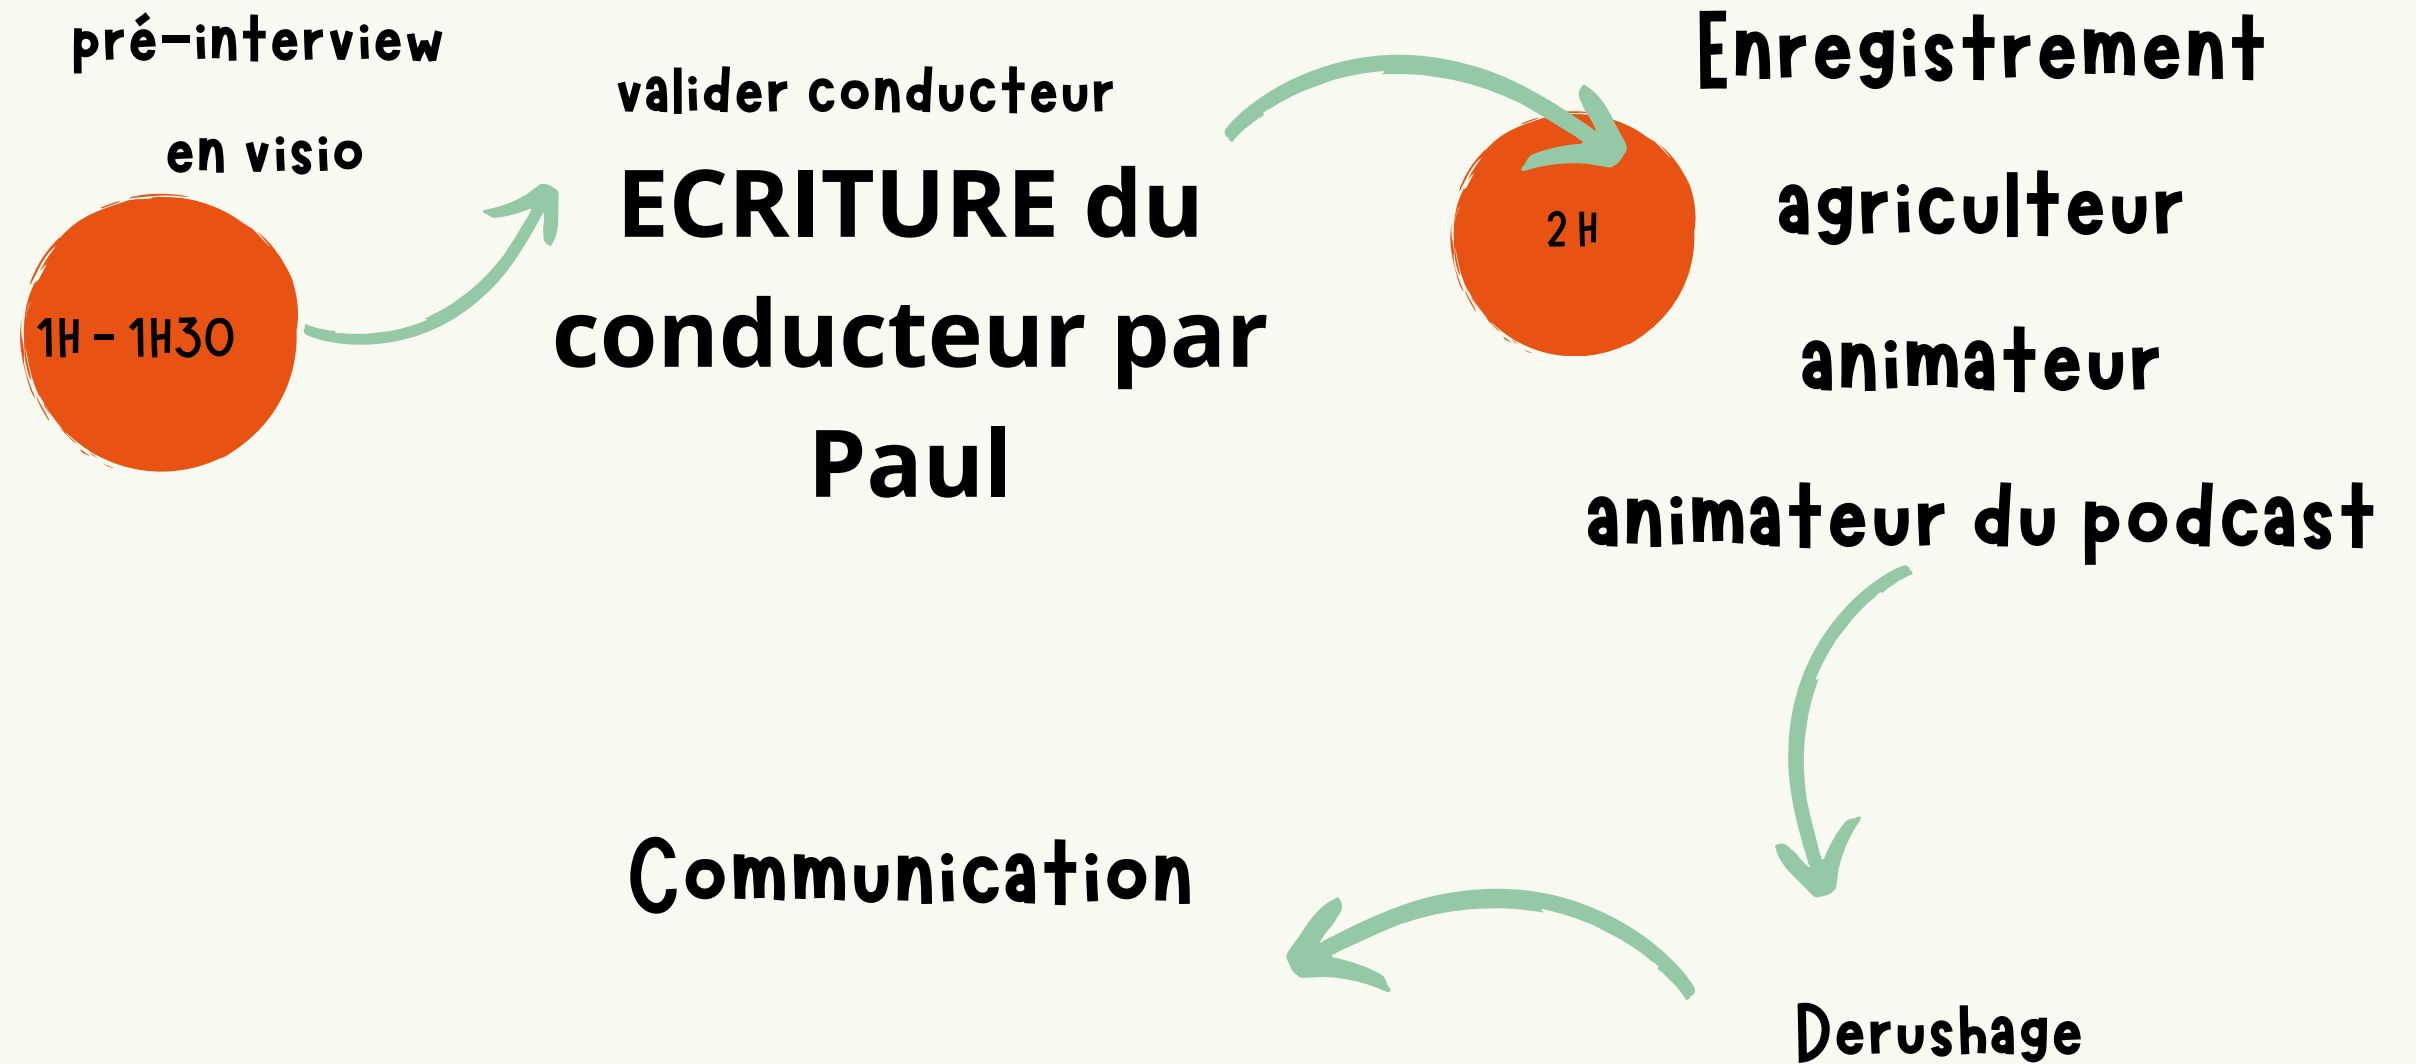 pré-interview
en visio
1H - 1H30
valider conducteur
ECRITURE du
conducteur par
Paul
2 H
Enregistrement
agriculteur
animateur
animateur du podcast
Derushage
Communication